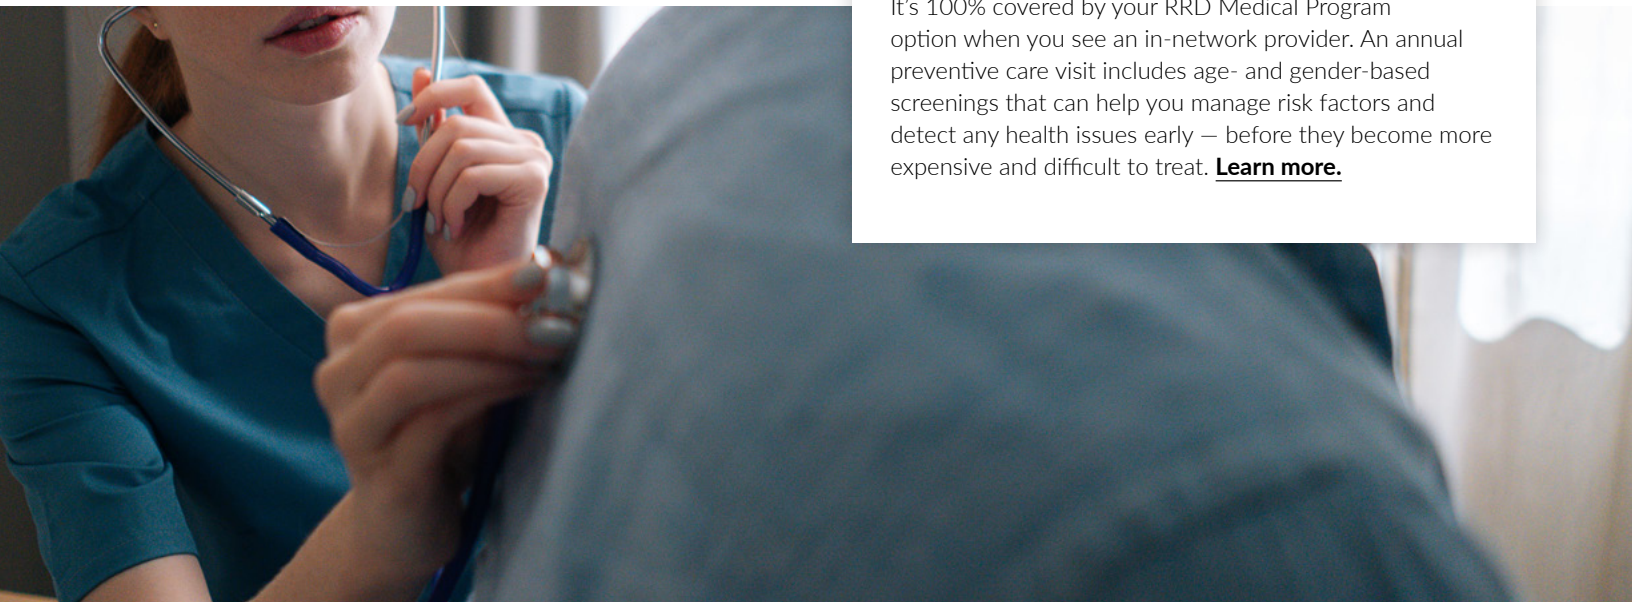 It’s 100% covered by your RRD Medical Program
option when you see an in-network provider. An annual
preventive care visit includes age- and gender-based
screenings that can help you manage risk factors and
detect any health issues early — before they become more
expensive and difficult to treat. Learn more.